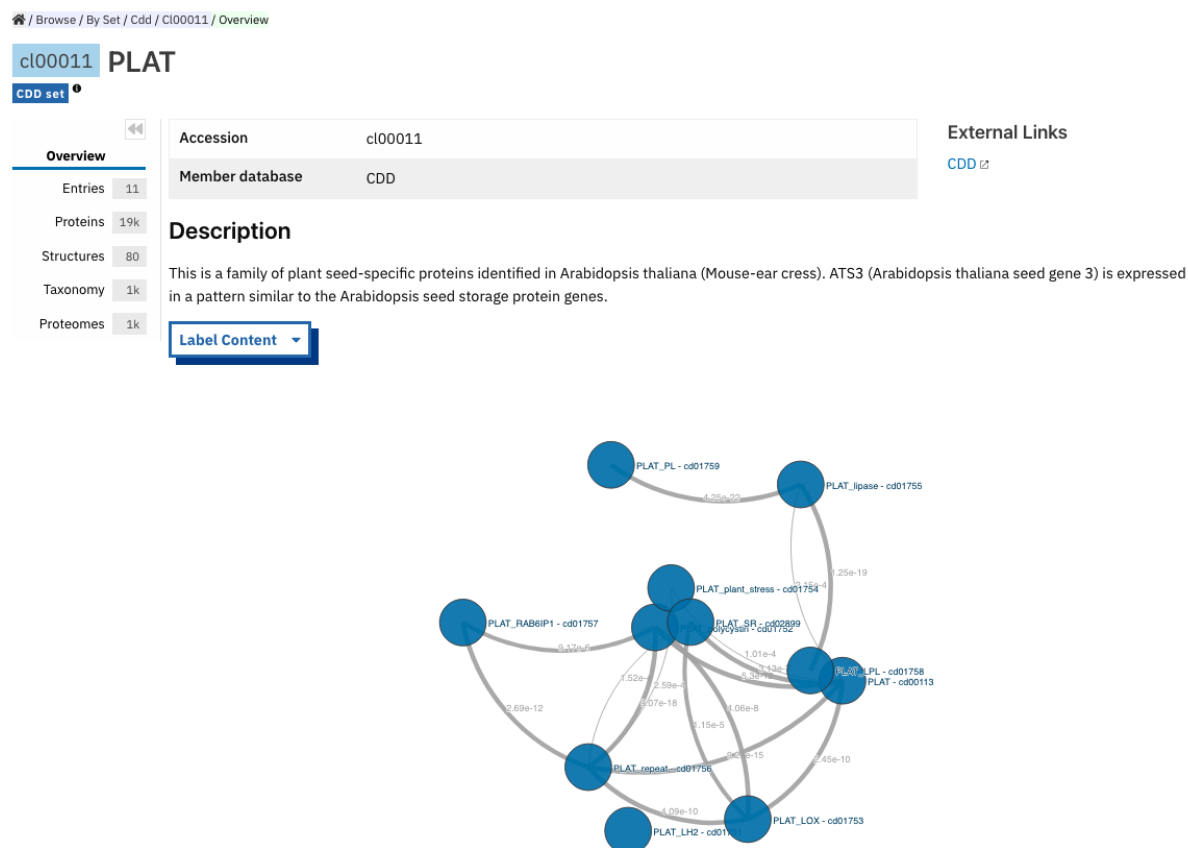 / Browse / By Set / Cdd / Cl00011 / Overview
cl00011 PLAT
CDD set
Overview
Entries 11
Proteins 19k
Structures 80
Taxonomy 1k
Proteomes 1k
Accession cl00011
Member database CDD
External Links
CDD
Description
This is a family of plant seed-specific proteins identified in Arabidopsis thaliana (Mouse-ear cress). ATS3 (Arabidopsis thaliana seed gene 3) is expressed
in a pattern similar to the Arabidopsis seed storage protein genes.
Label Content
PLAT_PL - cd01759
PLAT_lipase - cd01755
1.25e-19
PLAT_plant_stress - cd01754
PLAT_RAB6IP1 - cd01757
PLAT_SR - cd02899
1.01e-4
PLAT_LPL - cd01758
PLAT - cd00113
2.59e-4
4.07e-18
2.69e-12
4.06e-8
1.15e-5
2.45e-10
PLAT_repeat - cd01756
4.09e-10
PLAT_LOX - cd01753
PLAT_LH2